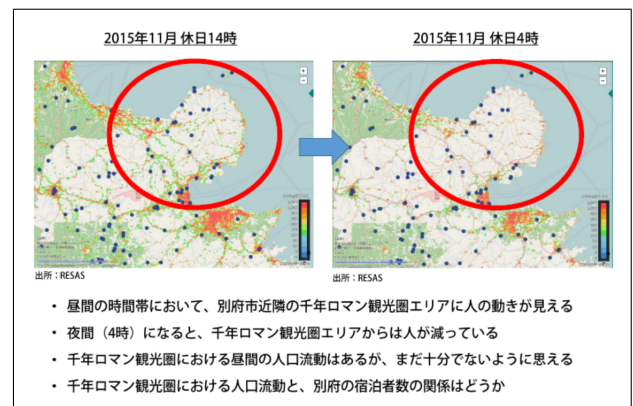 2015年11月 休日14時
2015年11月 休日4時
出所：RESAS
出所：RESAS
・ 昼間の時間帯において、別府市近隣の千年ロマン観光圏エリアに人の動きが見える
・ 夜間（4時）になると、千年ロマン観光圏エリアからは人が減っている
・ 千年ロマン観光圏における昼間の人口流動はあるが、まだ十分でないように思える
・ 千年ロマン観光圏における人口流動と、別府の宿泊者数の関係はどうか